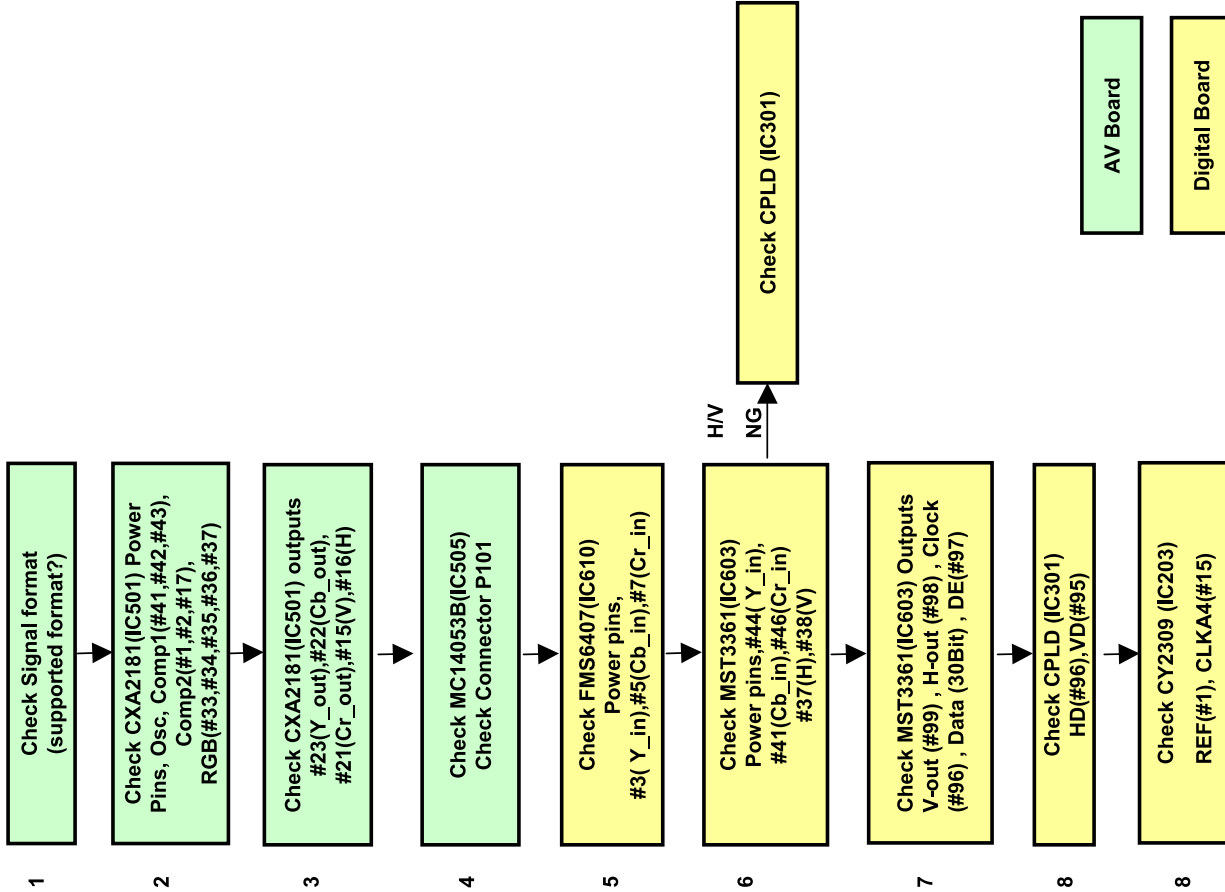 1
Check Signal format
(supported format?)
2
Check CXA2181(IC501) Power
Pins, Osc, Comp1(#41,#42,#43),
Comp2(#1,#2,#17),
RGB(#33,#34,#35,#36,#37)
3
Check CXA2181(IC501) outputs
#23(Y_out),#22(Cb_out),
#21(Cr_out),#15(V),#16(H)
4
Check MC14053B(IC505)
Check Connector P101
5
Check FMS6407(IC610)
Power pins,
#3( Y_in),#5(Cb_in),#7(Cr_in)
6
Check MST3361(IC603)
Power pins,#44( Y_in),
#41(Cb_in),#46(Cr_in)
#37(H),#38(V)
H/V
NG
Check CPLD (IC301)
7
Check MST3361(IC603) Outputs
V-out (#99) , H-out (#98) , Clock
(#96) , Data (30Bit) , DE(#97)
8
Check CPLD (IC301)
HD(#96),VD(#95)
8
Check CY2309 (IC203)
REF(#1), CLKA4(#15)
AV Board
Digital Board